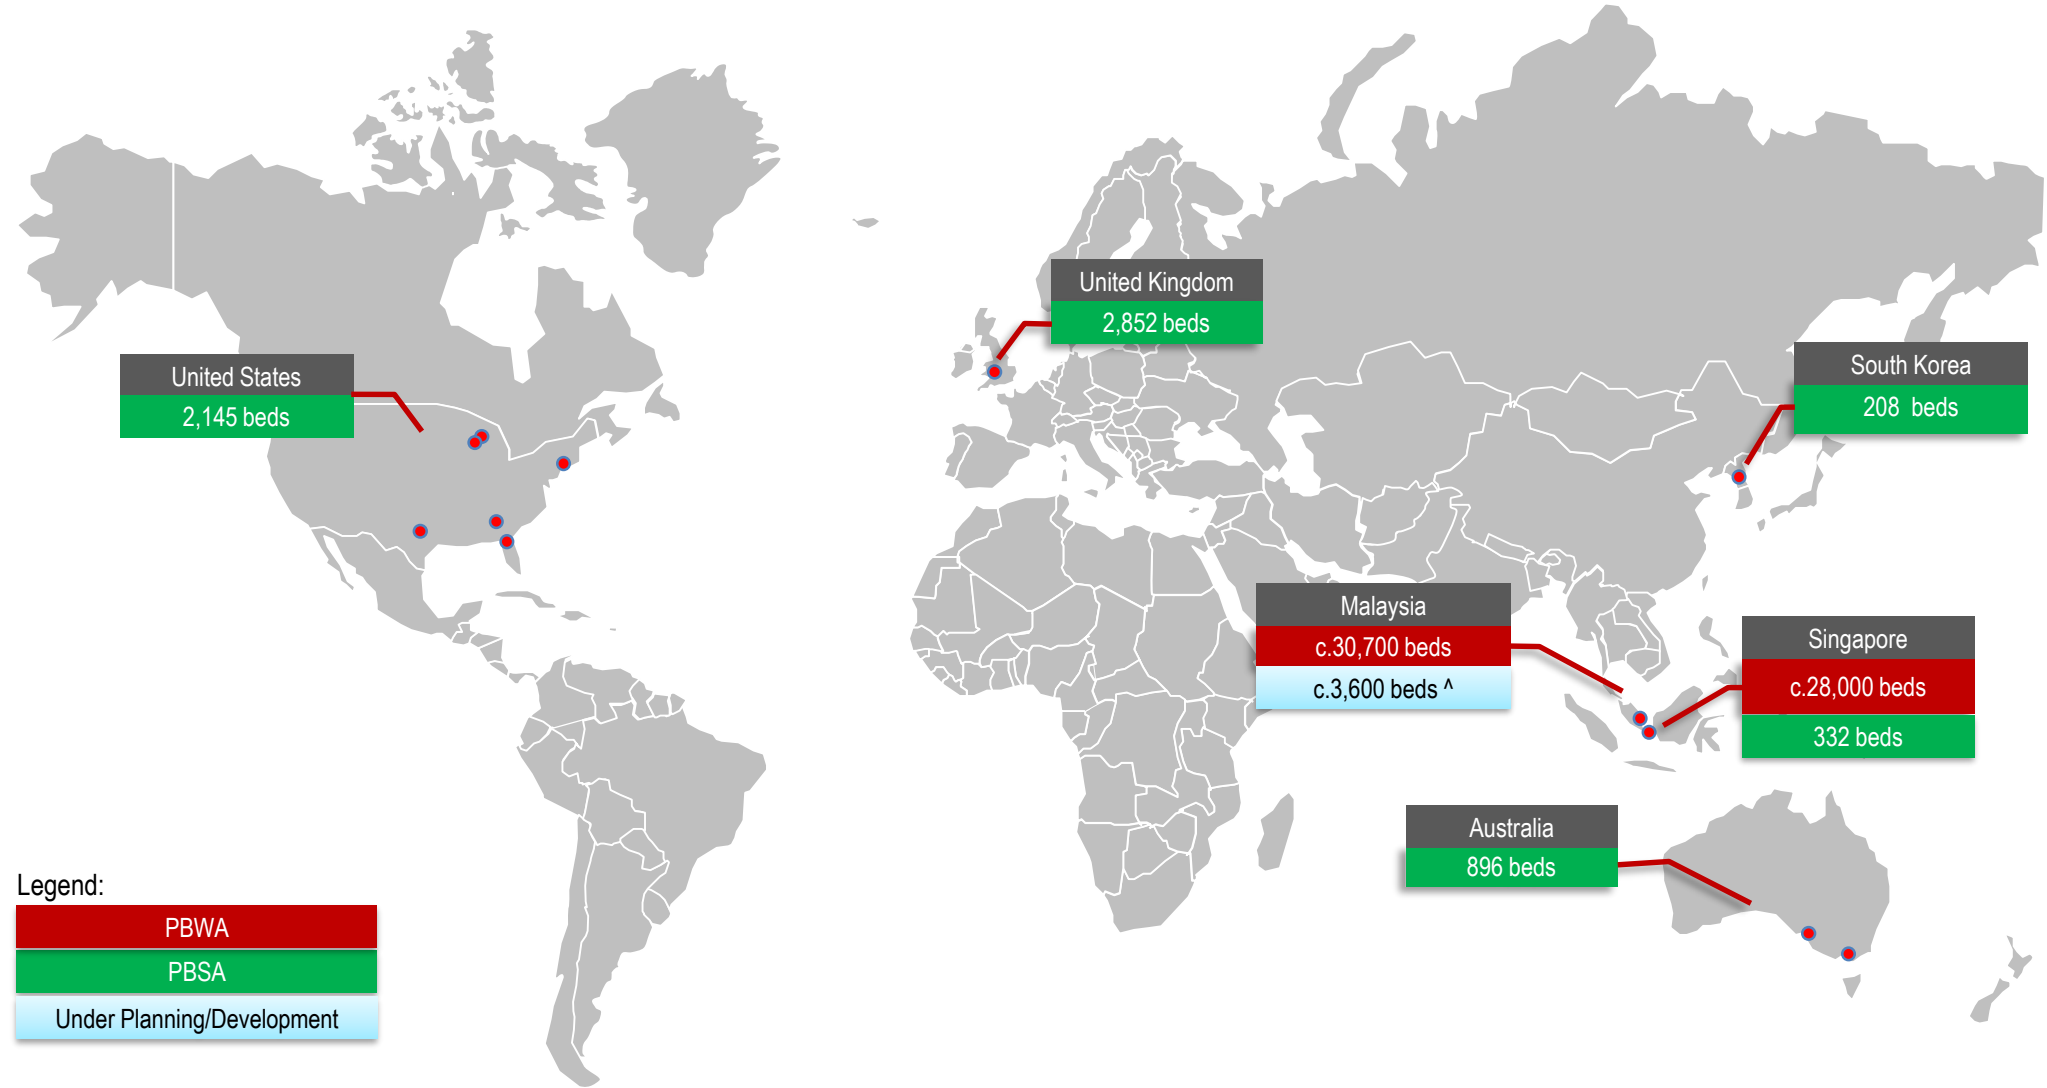 United Kingdom
2,852 beds
United States
2,145 beds
South Korea
208 beds
Malaysia
c.30,700 beds
c.3,600 beds ^
Singapore
c.28,000 beds
332 beds
Australia
896 beds
Legend:
PBWA
PBSA
Under Planning/Development